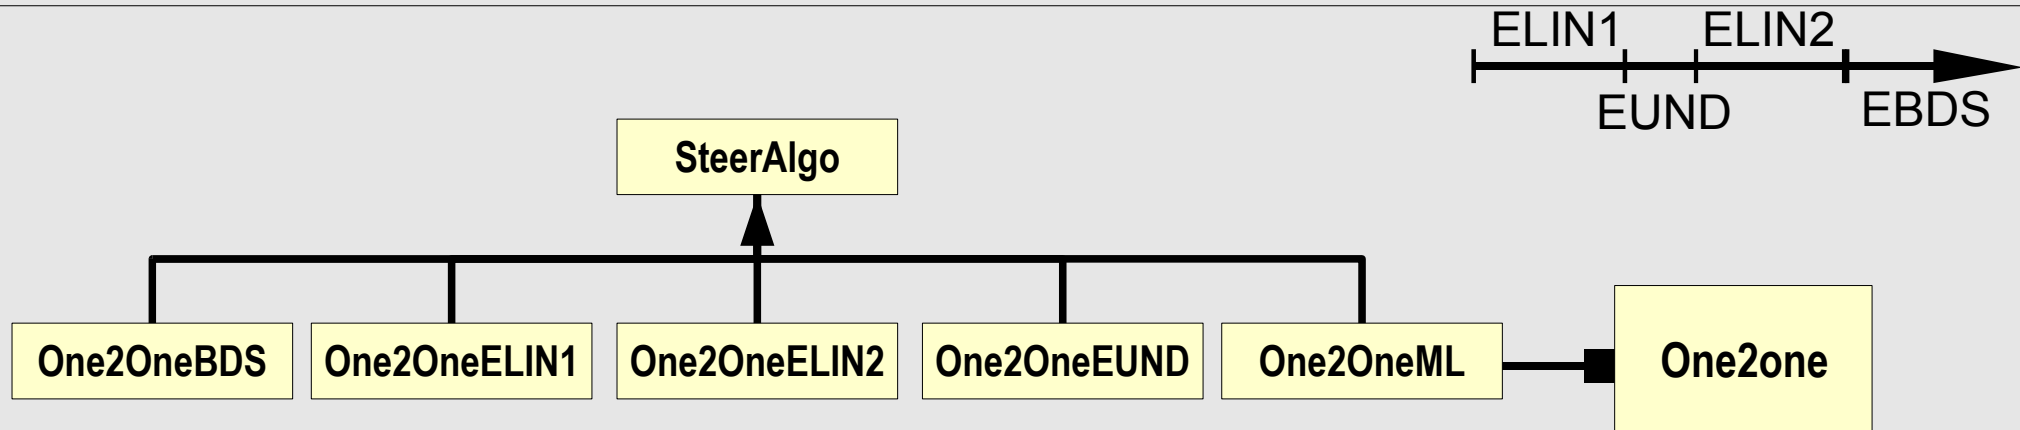 ELIN1 ELIN2
EUND EBDS
SteerAlgo
One2OneBDS One2OneELIN1 One2OneELIN2 One2OneEUND One2OneML One2one